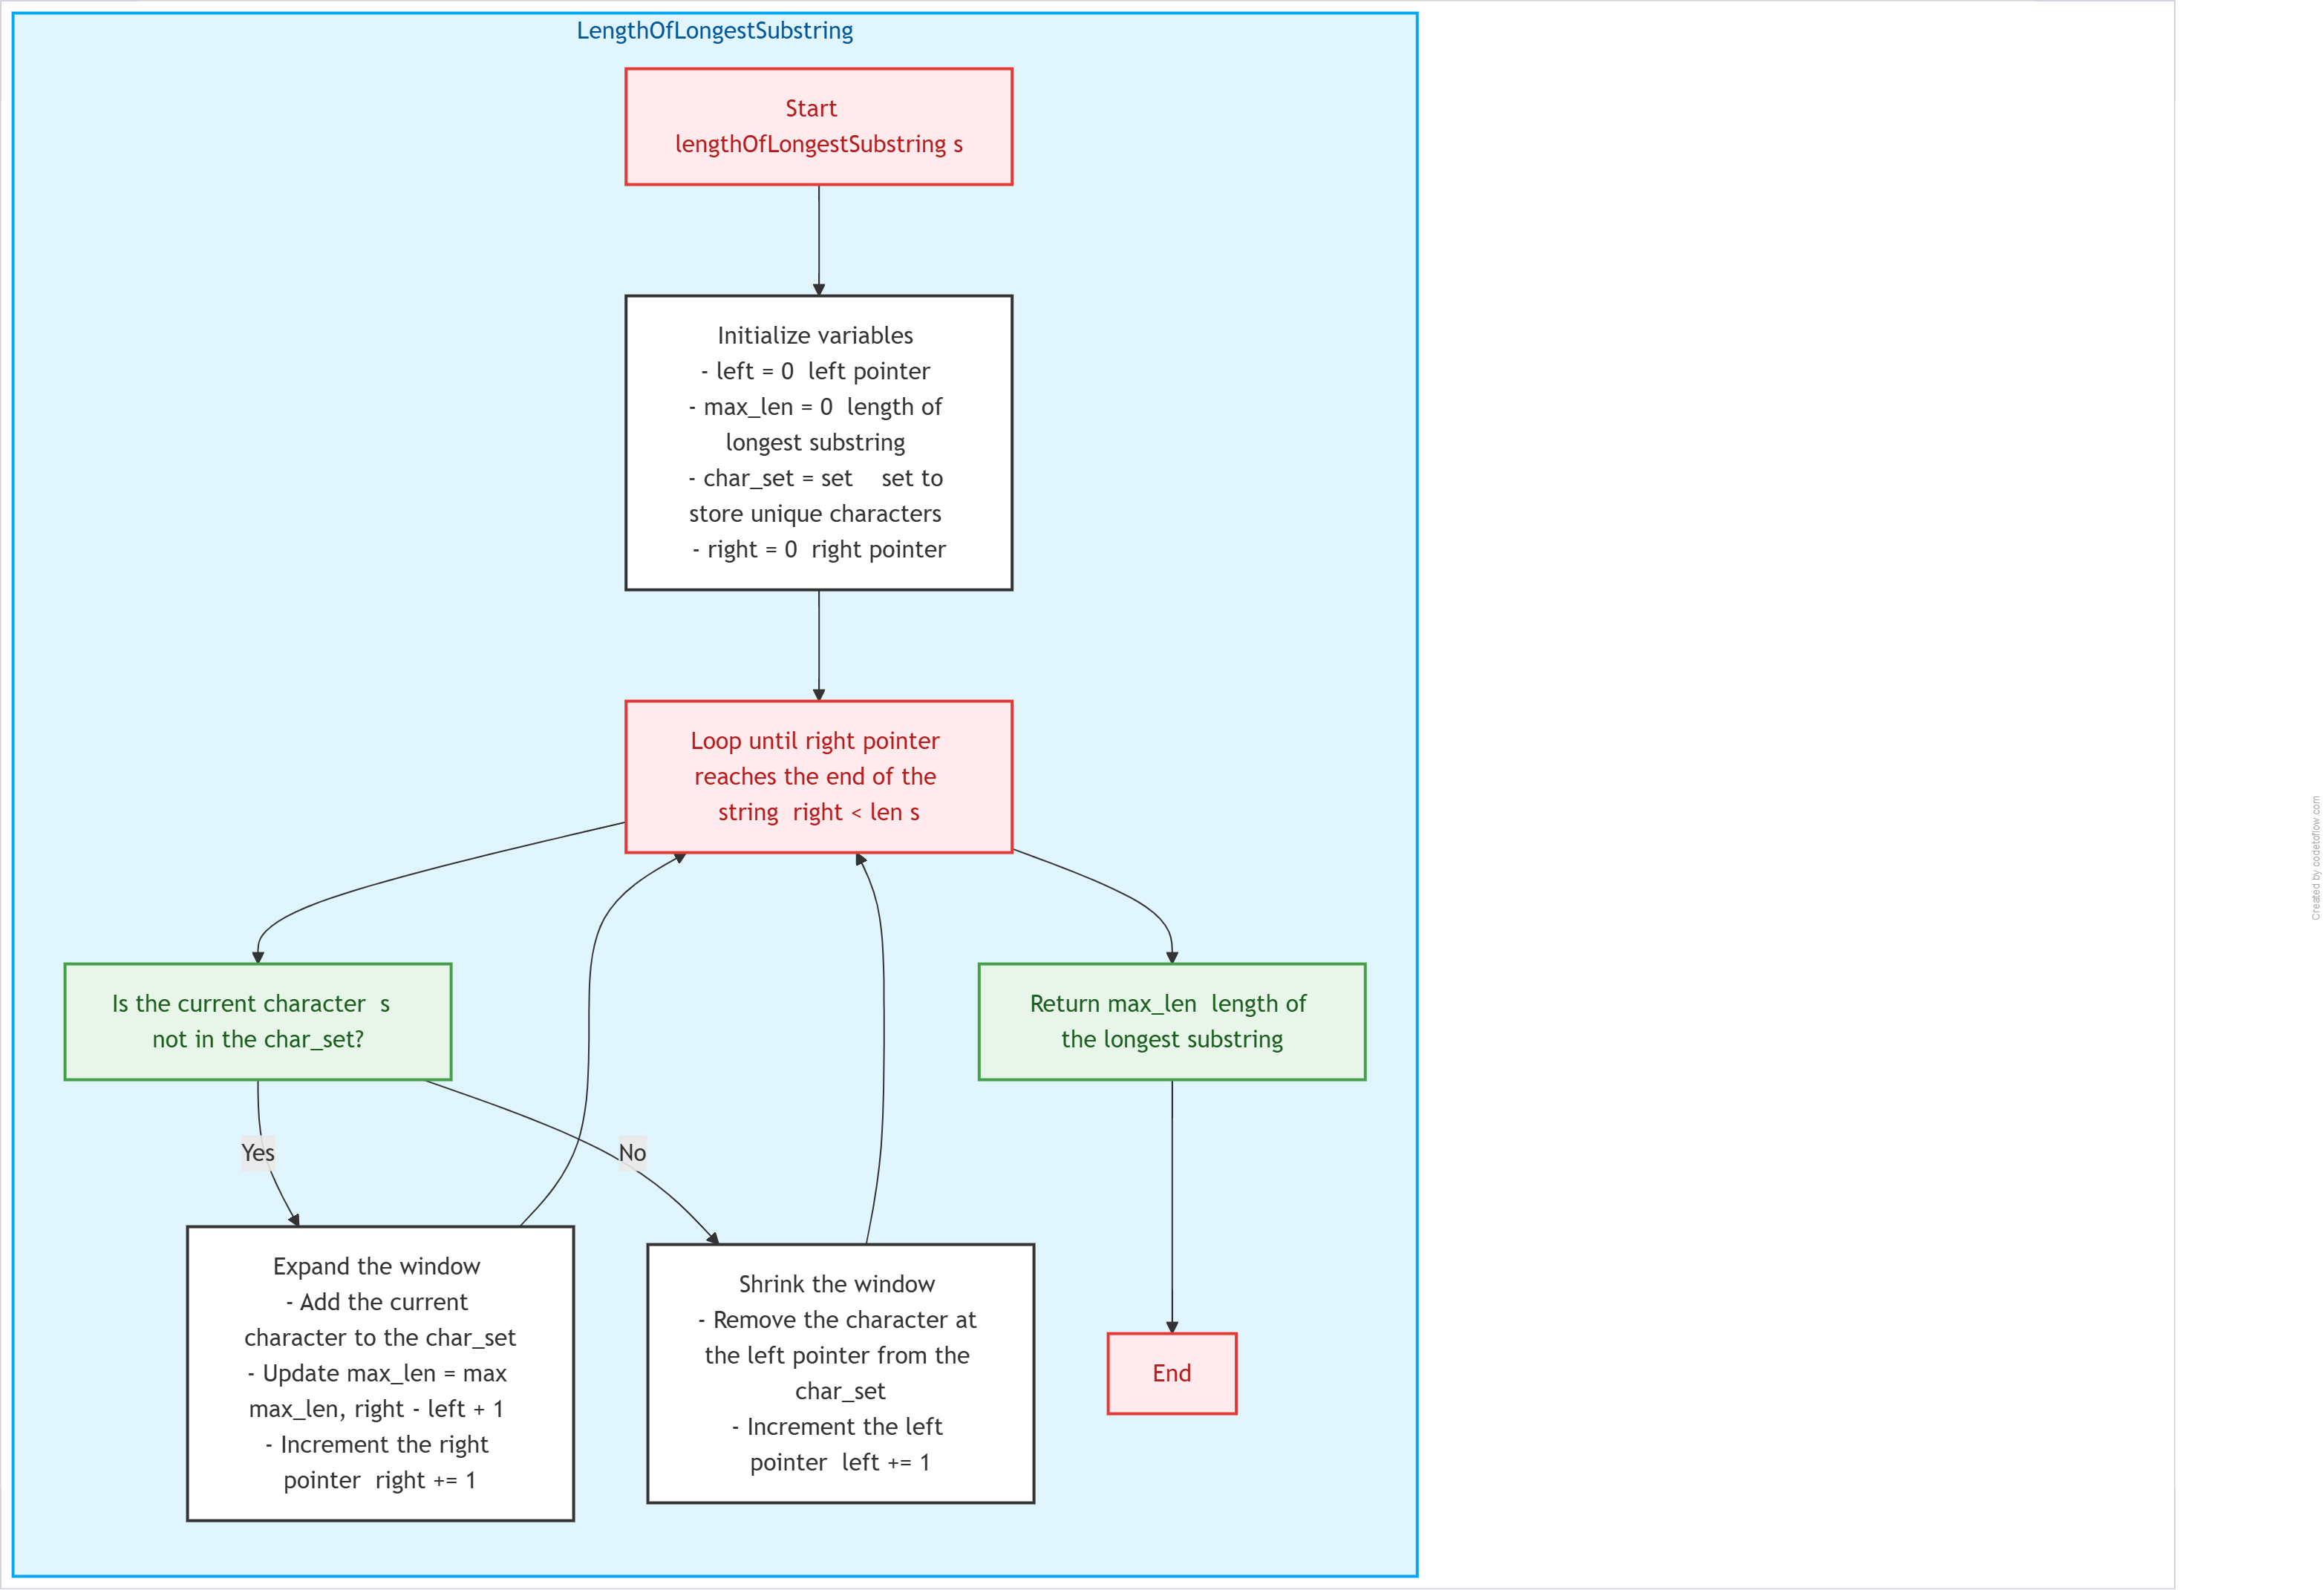 LengthOfLongestSubstring
Start
lengthOfLongestSubstring s
Initialize variables
- left = 0 left pointer
- max_len = 0 length of
longest substring
- char_set = set set to
store unique characters
- right = 0 right pointer
Loop until right pointer
reaches the end of the
string right < len s
Is the current character s
not in the char_set?
Return max_len length of
the longest substring
Yes
No
Expand the window
- Add the current
character to the char_set
- Update max_len = max
max_len, right - left + 1
- Increment the right
pointer right += 1
Shrink the window
- Remove the character at
the left pointer from the
char_set
- Increment the left
pointer left += 1
End
Created by codetoflow.com